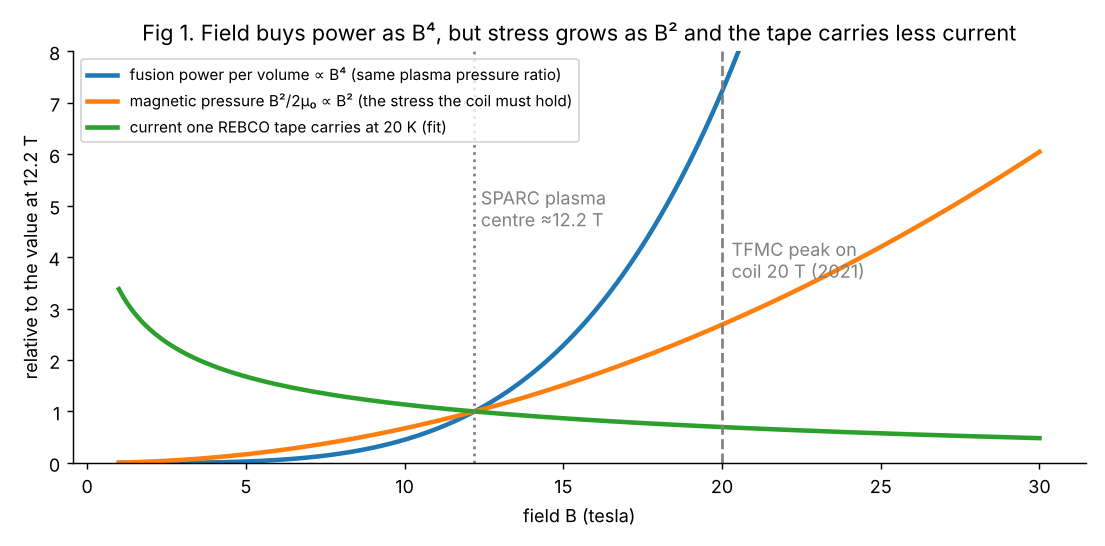 Fig 1. Field buys power as B⁴, but stress grows as B² and the tape carries less current
fusion power per volume ∝ B⁴ (same plasma pressure ratio)
magnetic pressure B²/2μ₀ ∝ B² (the stress the coil must hold)
current one REBCO tape carries at 20 K (fit)
SPARC plasma
centre ≈12.2 T
TFMC peak on
coil 20 T (2021)
relative to the value at 12.2 T
8
7
6
5
4
3
2
1
0
0 5 10 15 20 25 30
field B (tesla)